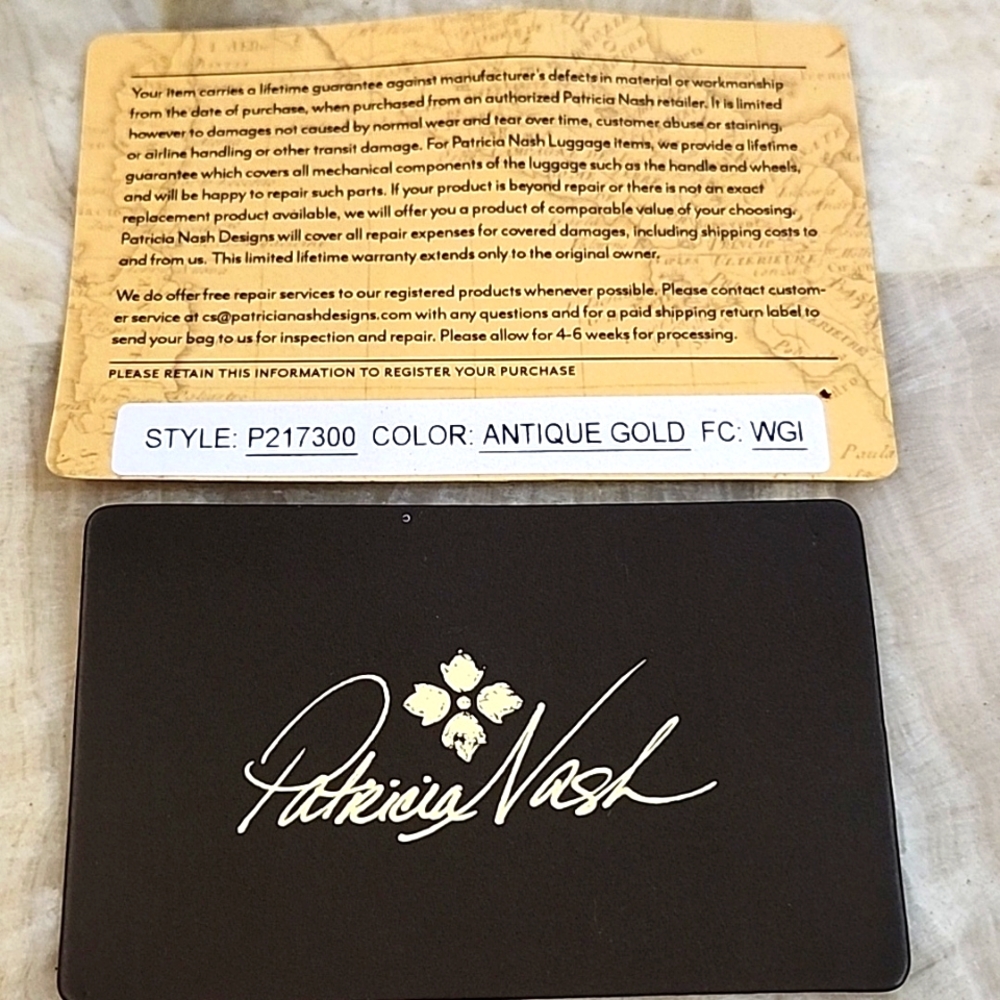 Your item carries a lifetime guarantee against manufacturer's defects in material or workmanship
from the date of purchase, when purchased from an authorized Patricia Nash retailer. It is limited
however to damages not caused by normal wear and tear over time, customer abuse or staining,
or airline handling or other transit damage. For Patricia Nash Luggage items, we provide a lifetime
guarantee which covers all mechanical components of the luggage such as the handle and wheels,
and will be happy to repair such parts. If your product is beyond repair or there is not an exact
replacement product available, we will offer you a product of comparable value of your choosing.
Patricia Nash Designs will cover all repair expenses for covered damages, including shipping costs to
and from us. This limited lifetime warranty extends only to the original owner.
We do offer free repair services to our registered products whenever possible. Please contact custom-
er service at cs@patricianashdesigns.com with any questions and for a paid shipping return label to
send your bag to us for inspection and repair. Please allow for 4-6 weeks for processing.
PLEASE RETAIN THIS INFORMATION TO REGISTER YOUR PURCHASE
STYLE: P217300 COLOR: ANTIQUE GOLD FC: WGI
Paula
Patricia Nash